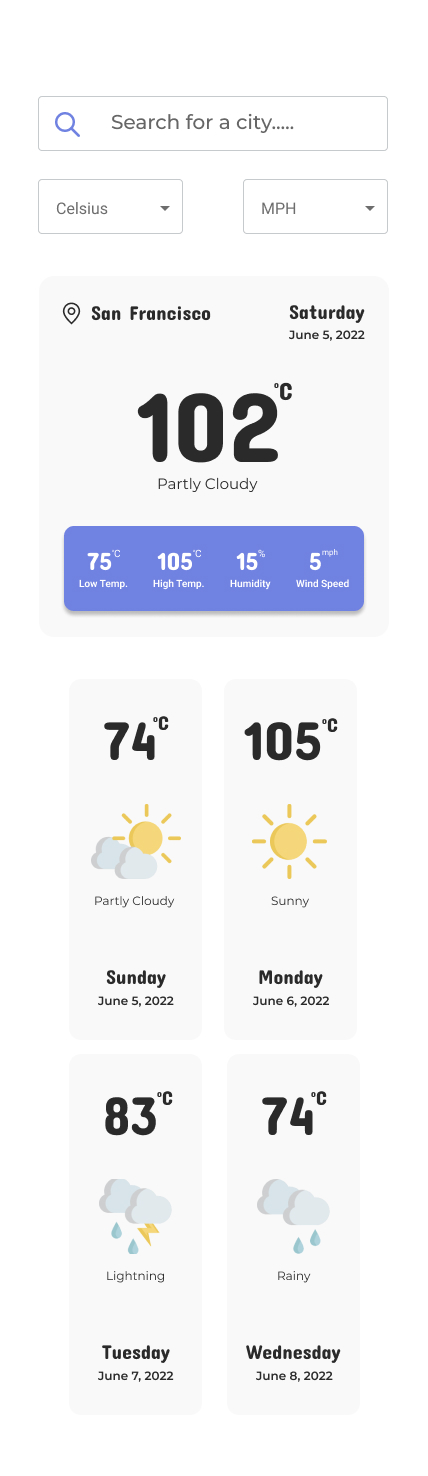 Search for a city.....
Celsius
MPH
San Francisco
Saturday
June 5, 2022
102°C
Partly Cloudy
75°C
Low Temp.
105°C
High Temp.
15%
Humidity
5mph
Wind Speed
74°C
Partly Cloudy
Sunday
June 5, 2022
105°C
Sunny
Monday
June 6, 2022
83°C
Lightning
Tuesday
June 7, 2022
74°C
Rainy
Wednesday
June 8, 2022